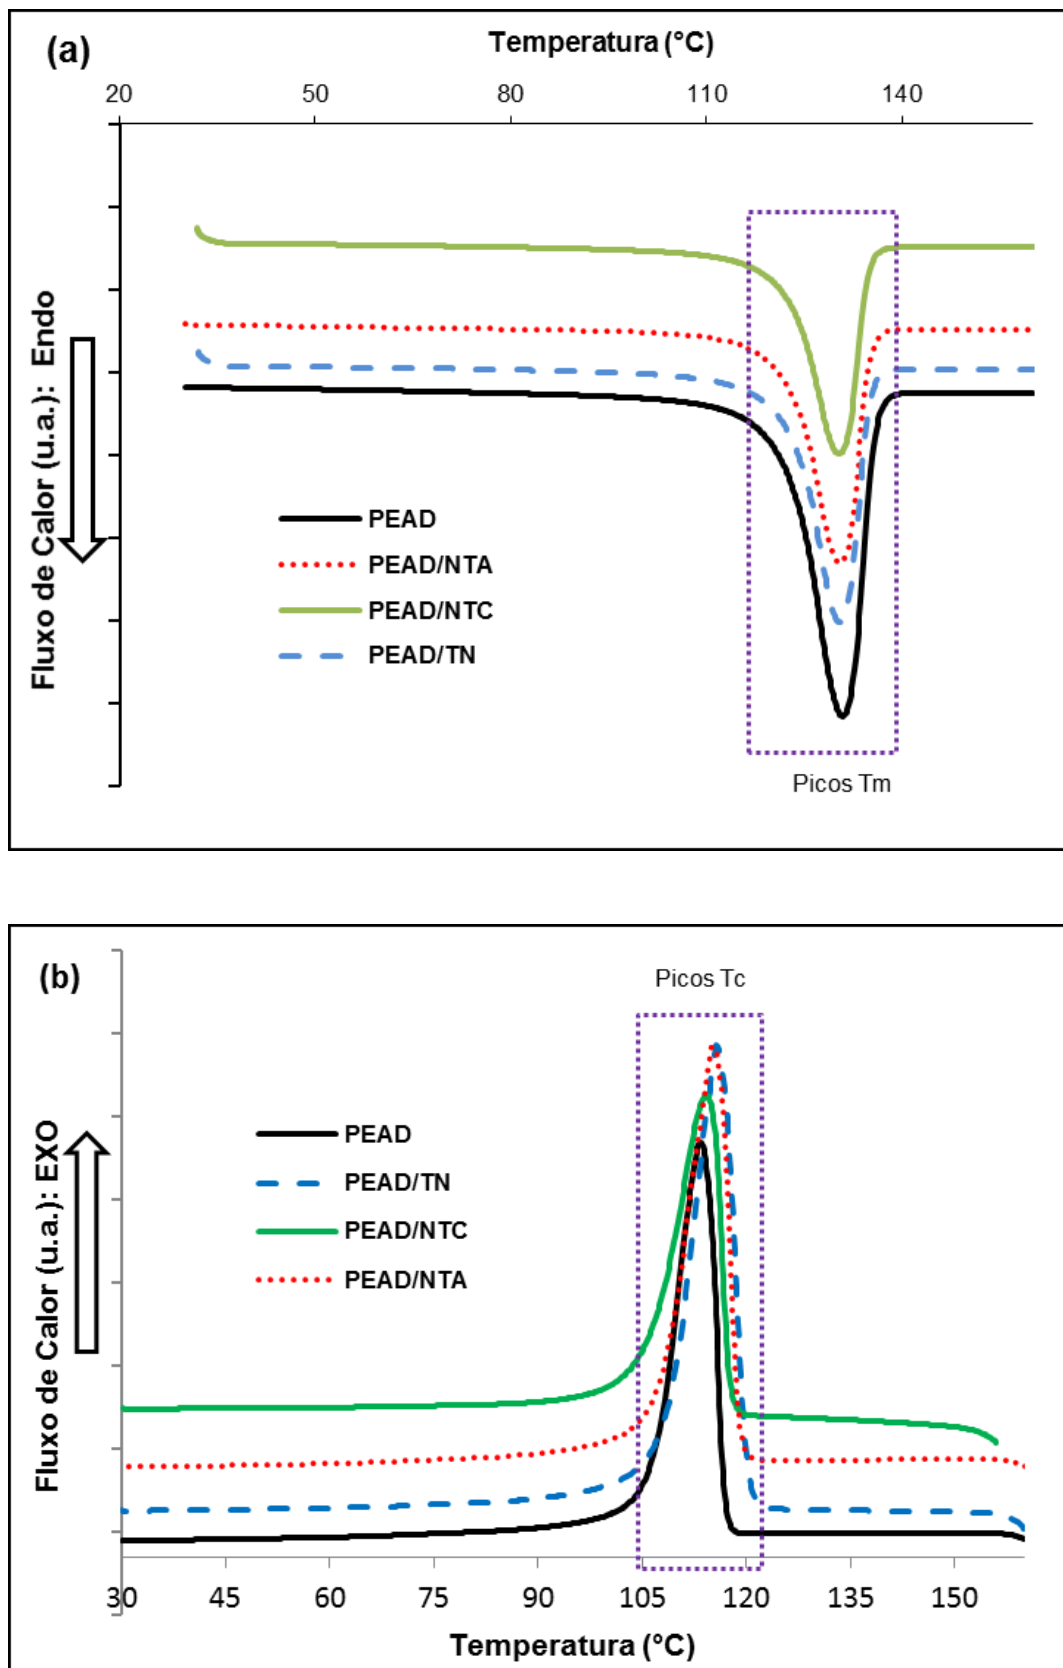 (a)
Temperatura (°C)
20 50 80 110 140
Fluxo de Calor (u.a.): Endo
PEAD
PEAD/NTA
PEAD/NTC
PEAD/TN
Picos Tm
(b)
Picos Tc
Fluxo de Calor (u.a.): EXO
PEAD
PEAD/TN
PEAD/NTC
PEAD/NTA
30 45 60 75 90 105 120 135 150
Temperatura (°C)